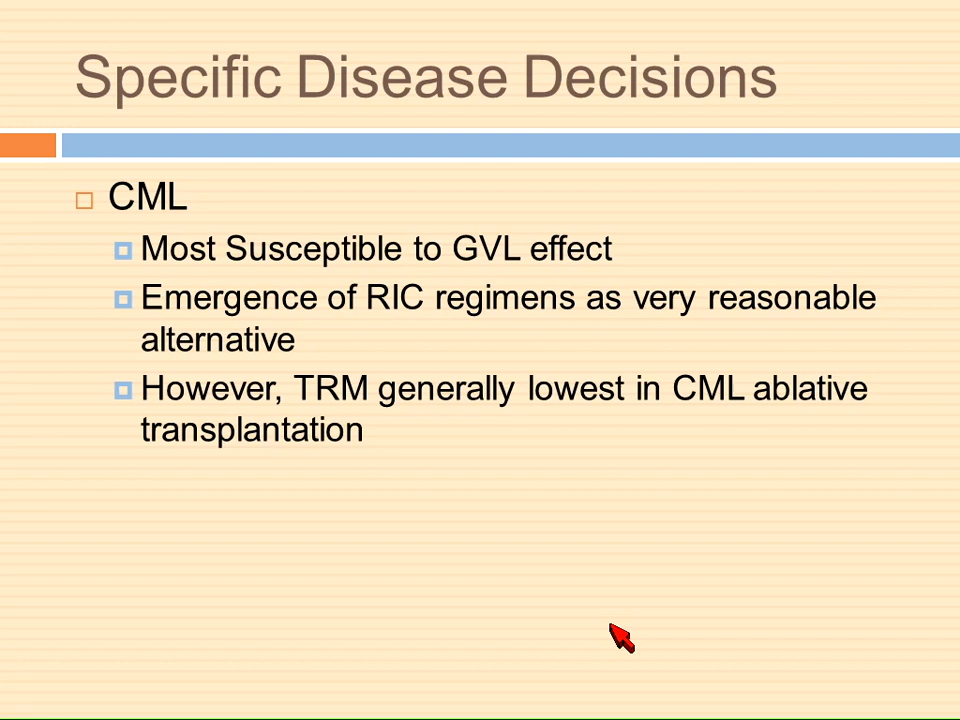 Specific Disease Decisions
CML
Most Susceptible to GVL effect
Emergence of RIC regimens as very reasonable
alternative
However, TRM generally lowest in CML ablative
transplantation